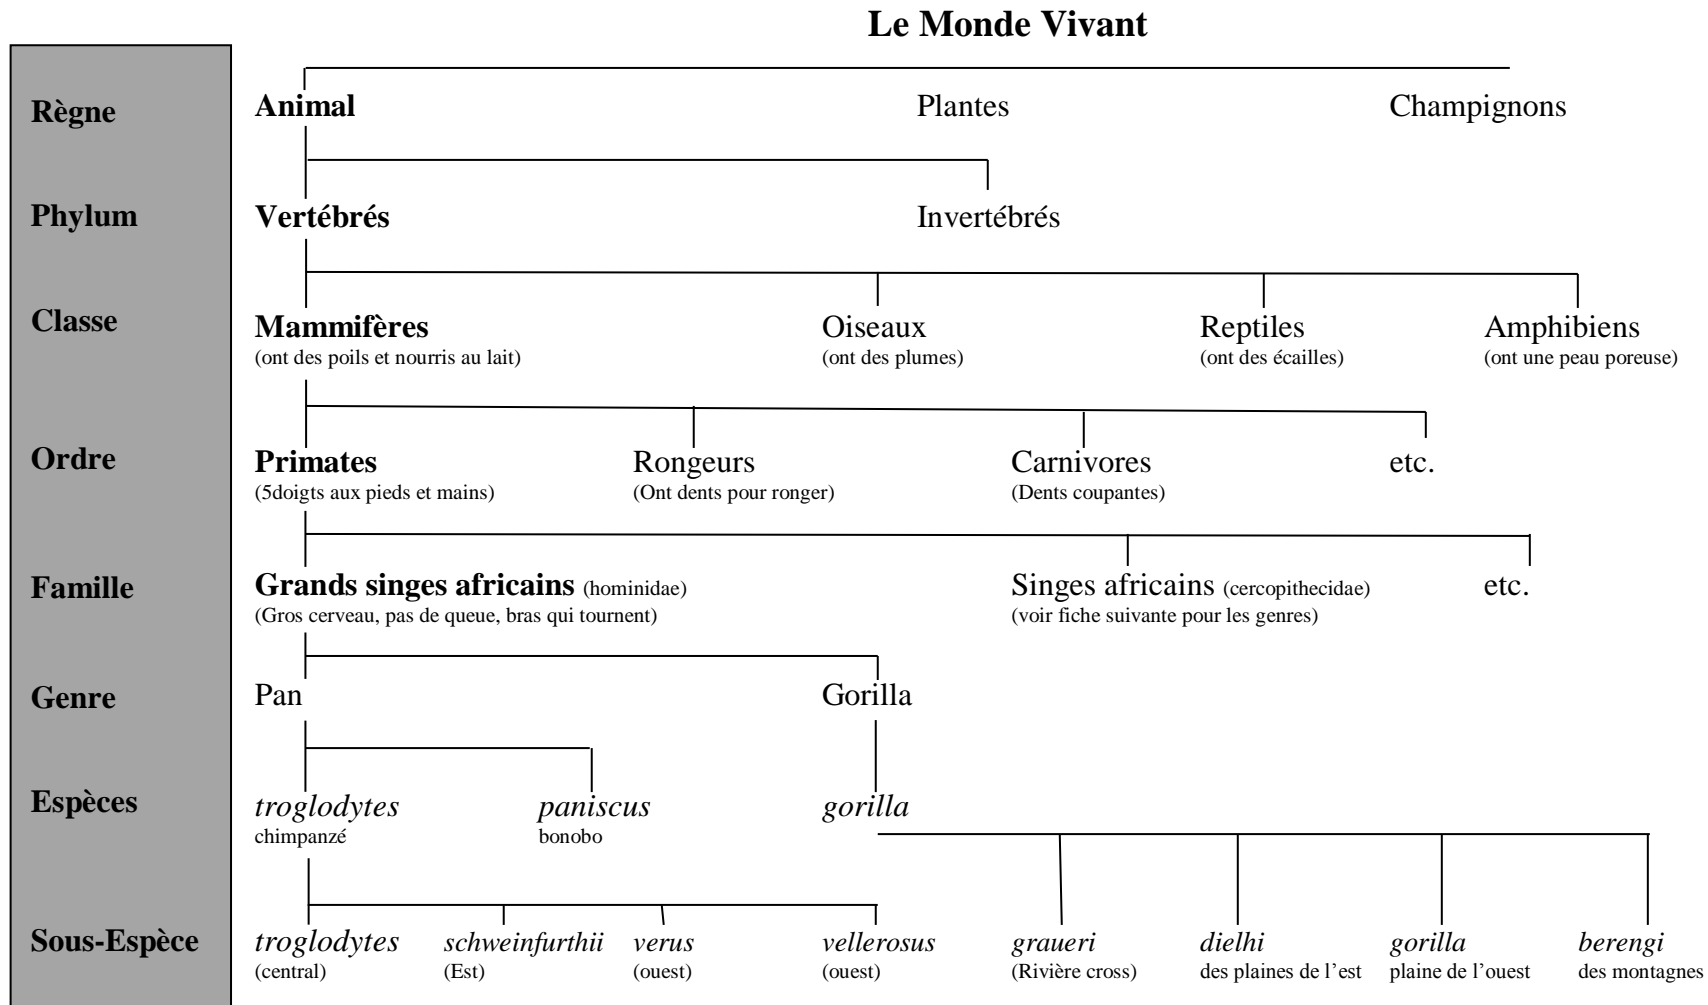 Le Monde Vivant
Règne
Animal
Plantes
Champignons
Phylum
Vertébrés
Invertébrés
Classe
Mammifères
(ont des poils et nourris au lait)
Oiseaux
(ont des plumes)
Reptiles
(ont des écailles)
Amphibiens
(ont une peau poreuse)
Ordre
Primates
(5doigts aux pieds et mains)
Rongeurs
(Ont dents pour ronger)
Carnivores
(Dents coupantes)
etc.
Famille
Grands singes africains (hominidae)
(Gros cerveau, pas de queue, bras qui tournent)
Singes africains (cercopithecidae)
(voir fiche suivante pour les genres)
etc.
Genre
Pan
Gorilla
Espèces
troglodytes
chimpanzé
paniscus
bonobo
gorilla
Sous-Espèce
troglodytes
(central)
schweinfurthii
(Est)
verus
(ouest)
vellerosus
(ouest)
graueri
(Rivière cross)
dielhi
des plaines de l’est
gorilla
plaine de l’ouest
berengi
des montagnes